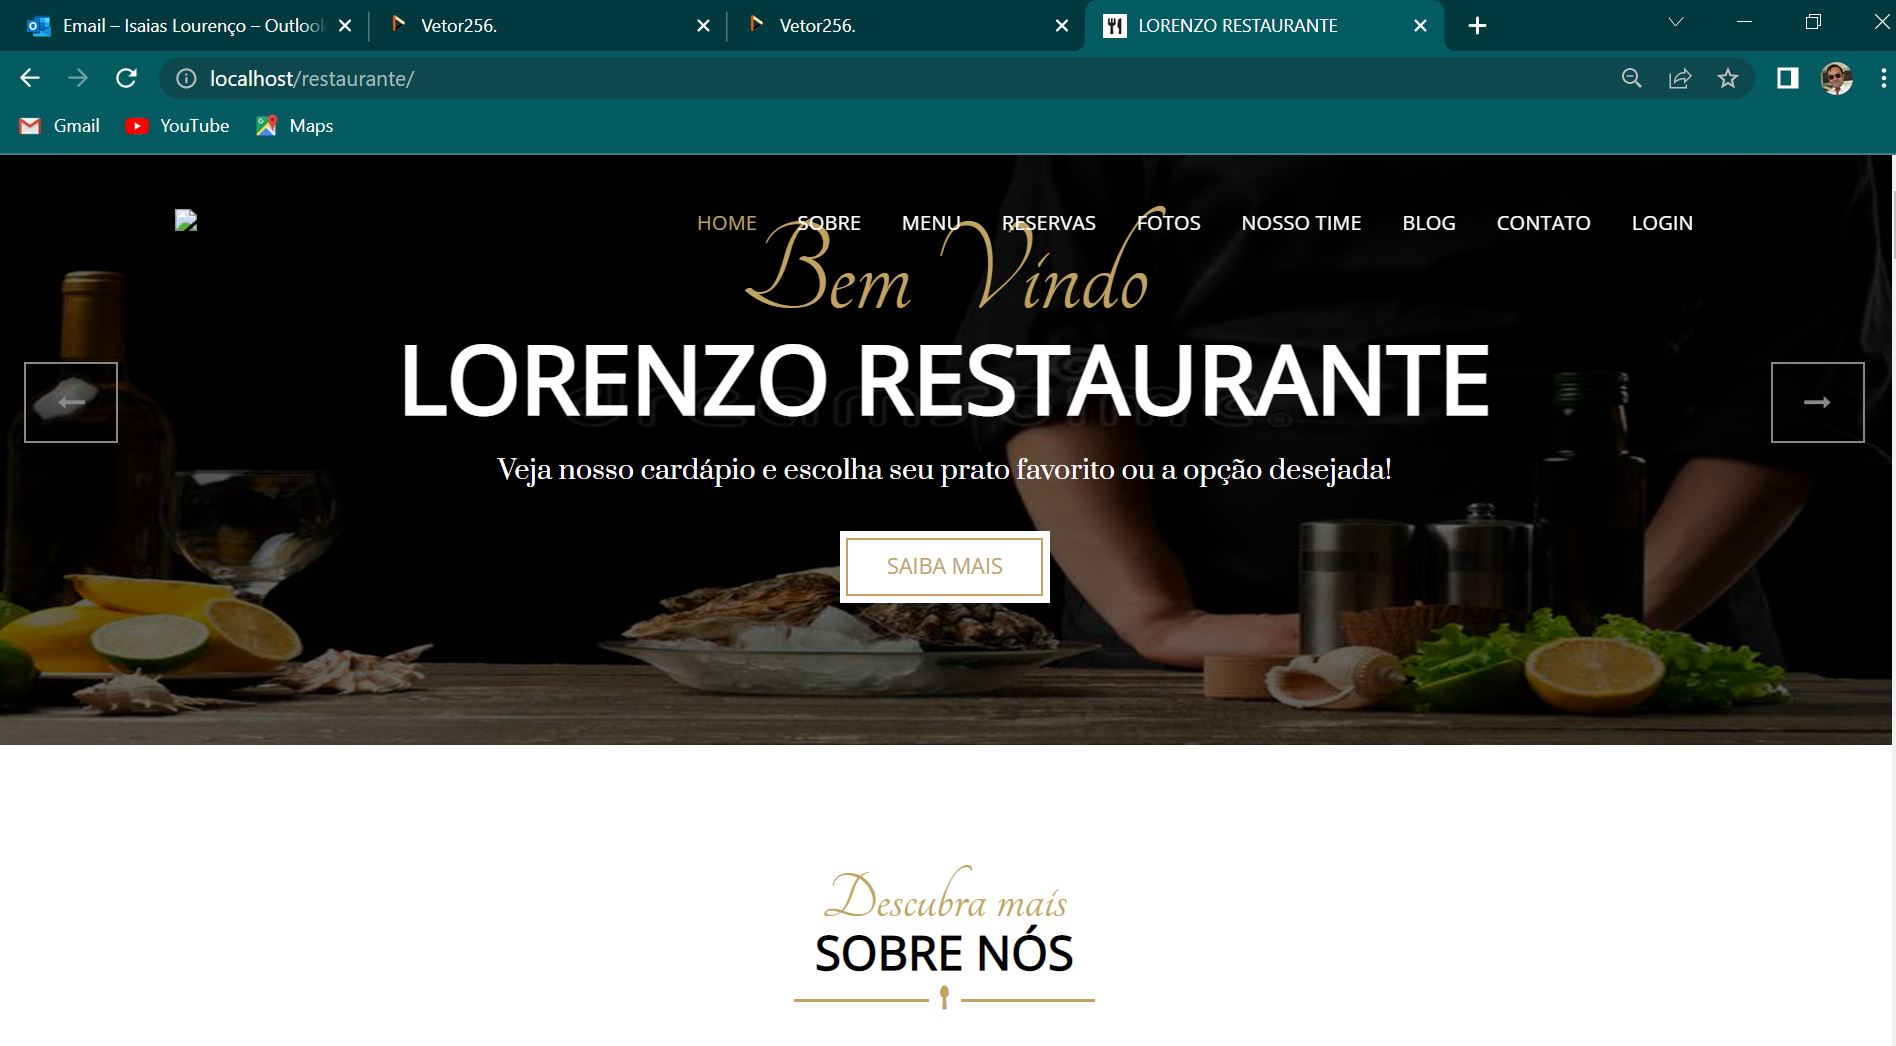 Email – Isaias Lourenço – Outlook
Vetor256.
Vetor256.
LORENZO RESTAURANTE
localhost/restaurante/
Gmail
YouTube
Maps
HOME SOBRE MENU RESERVAS FOTOS NOSSO TIME BLOG CONTATO LOGIN
Bem Vindo
LORENZO RESTAURANTE
dreamstime.
Veja nosso cardápio e escolha seu prato favorito ou a opção desejada!
SAIBA MAIS
Descubra mais
SOBRE NÓS